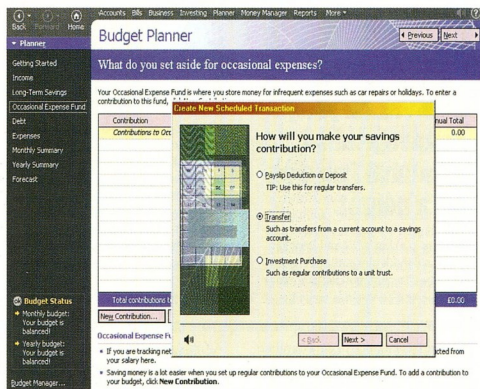 Accounts Bills Business Investing Planner Money Manager Reports More
Back Forward Home
Planner
Budget Planner
Previous Next
Getting Started
Income
Long-Term Savings
Occasional Expense Fund
Debt
Expenses
Monthly Summary
Yearly Summary
Forecast
What do you set aside for occasional expenses?
Your Occasional Expense Fund is where you store money for infrequent expenses such as car repairs or holidays. To enter a
contribution to this fund,
Contribution
nual Total
Contributions to Occ
0.00
Create New Scheduled Transaction
How will you make your savings
contribution?
Payslip Deduction or Deposit
TIP: Use this for regular transfers.
Transfer
Such as transfers from a current account to a savings
account.
Investment Purchase
Such as regular contributions to a unit trust.
< Back Next > Cancel
Total contributions t
£0.00
New Contribution...
Occasional Expense Fu
If you are tracking net
cted from
your salary here.
Saving money is a lot easier when you set up regular contributions to your Occasional Expense Fund. To add a contribution to
your budget, click New Contribution.
Budget Status
Monthly budget:
Your budget is
balanced!
Yearly budget:
Your budget is
balanced!
Budget Manager...